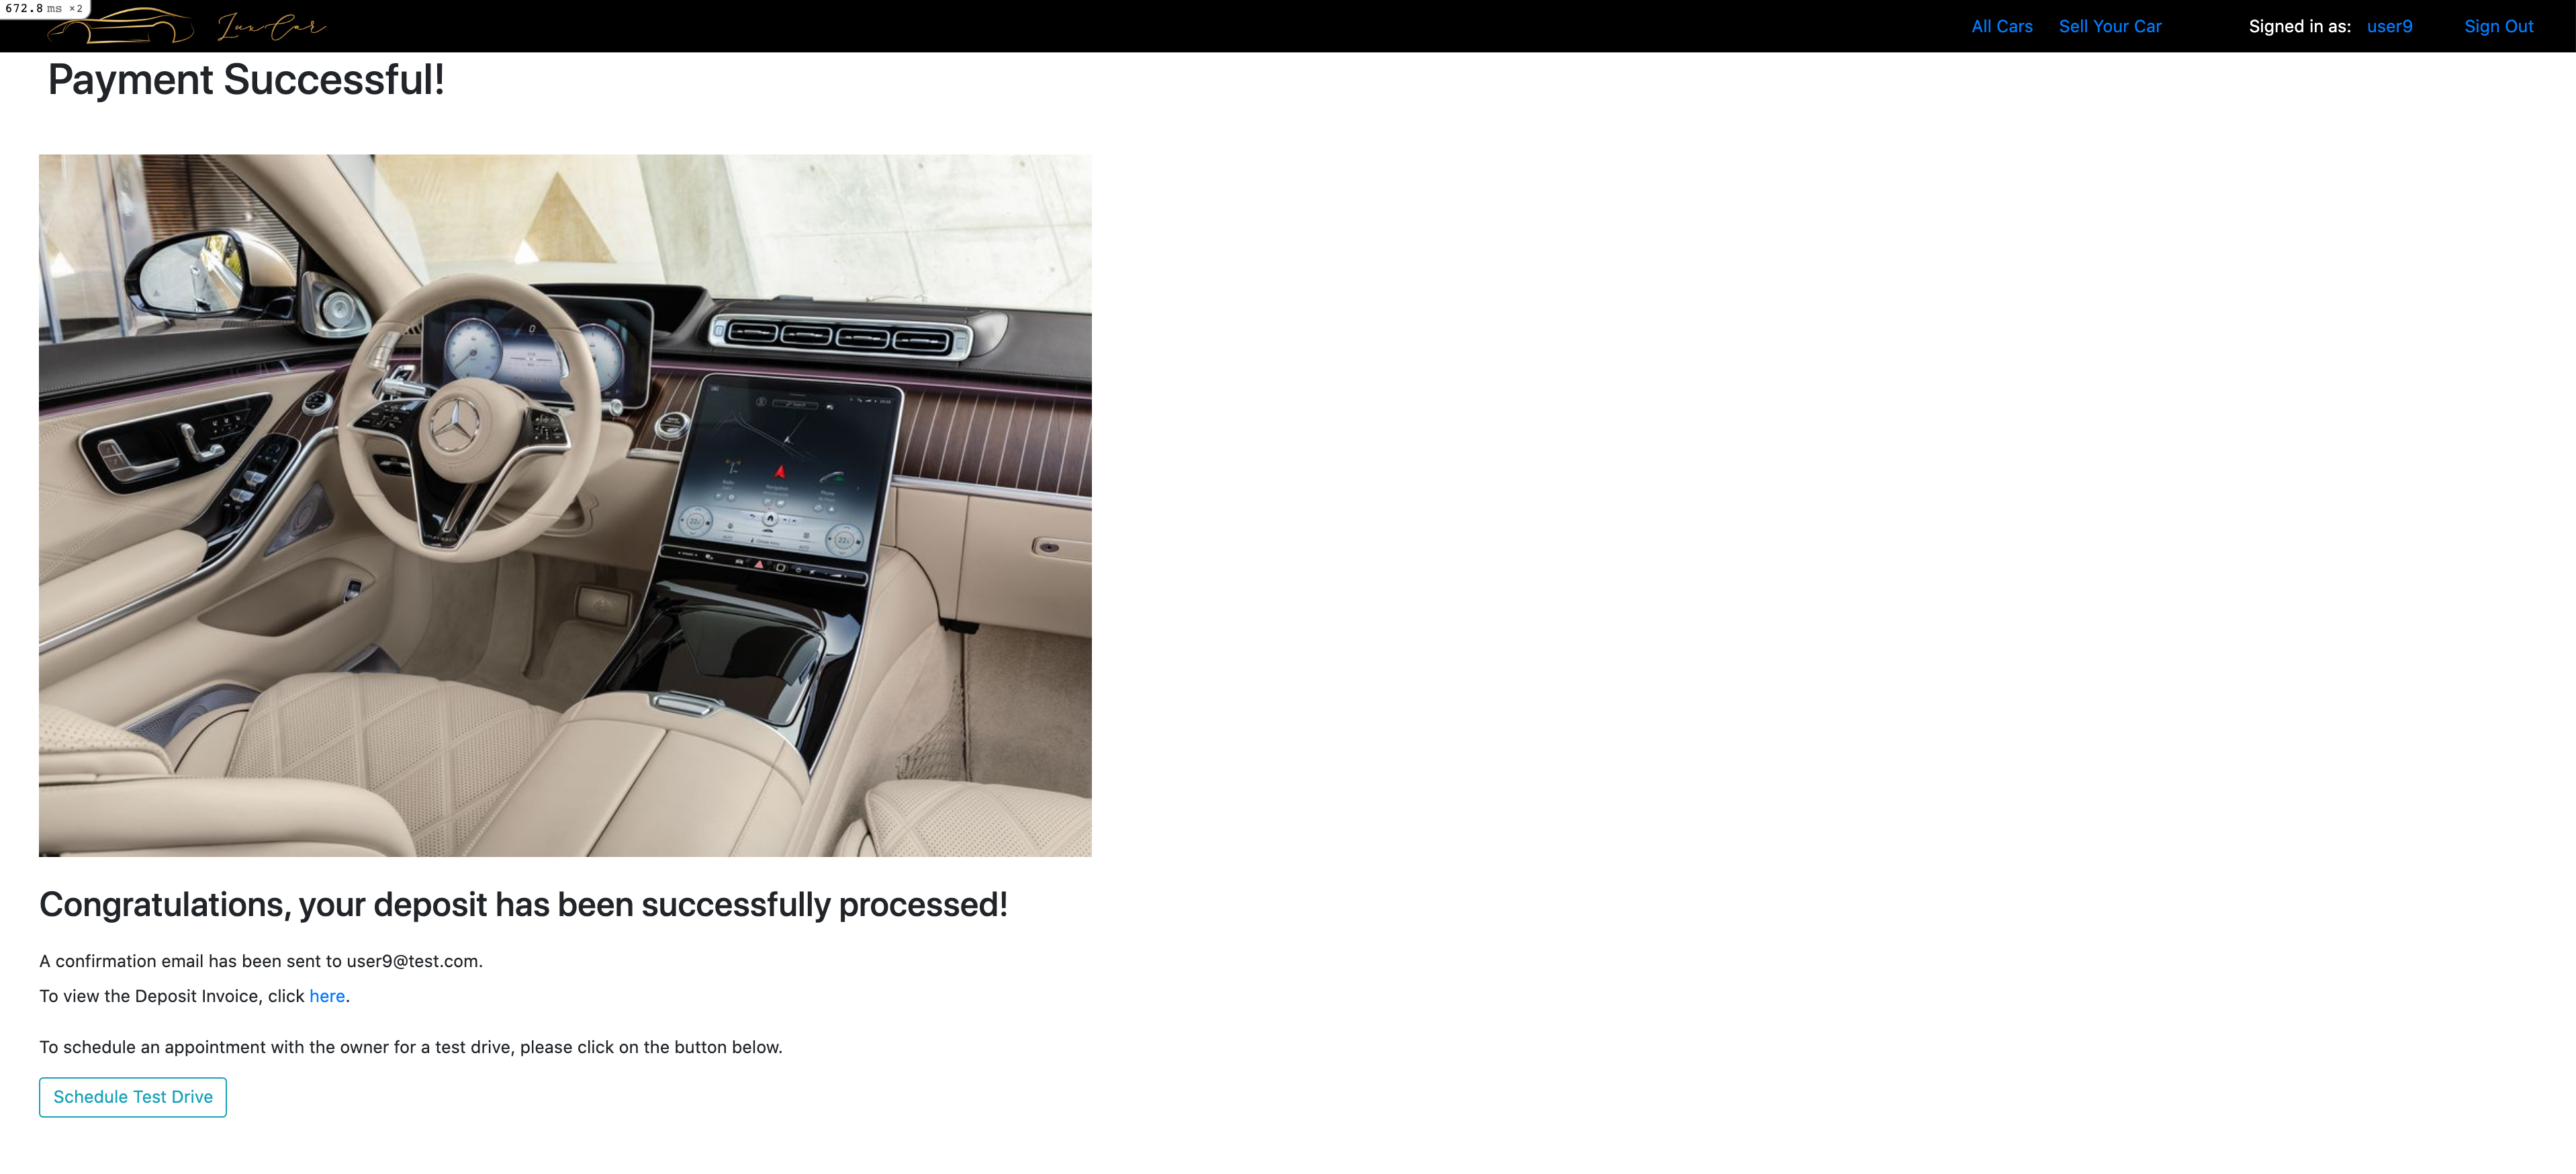 672.8 ms ×2
LuxCar
All Cars Sell Your Car Signed in as: user9 Sign Out
Payment Successful!
0
22
22
Congratulations, your deposit has been successfully processed!
A confirmation email has been sent to user9@test.com.
To view the Deposit Invoice, click here.
To schedule an appointment with the owner for a test drive, please click on the button below.
Schedule Test Drive